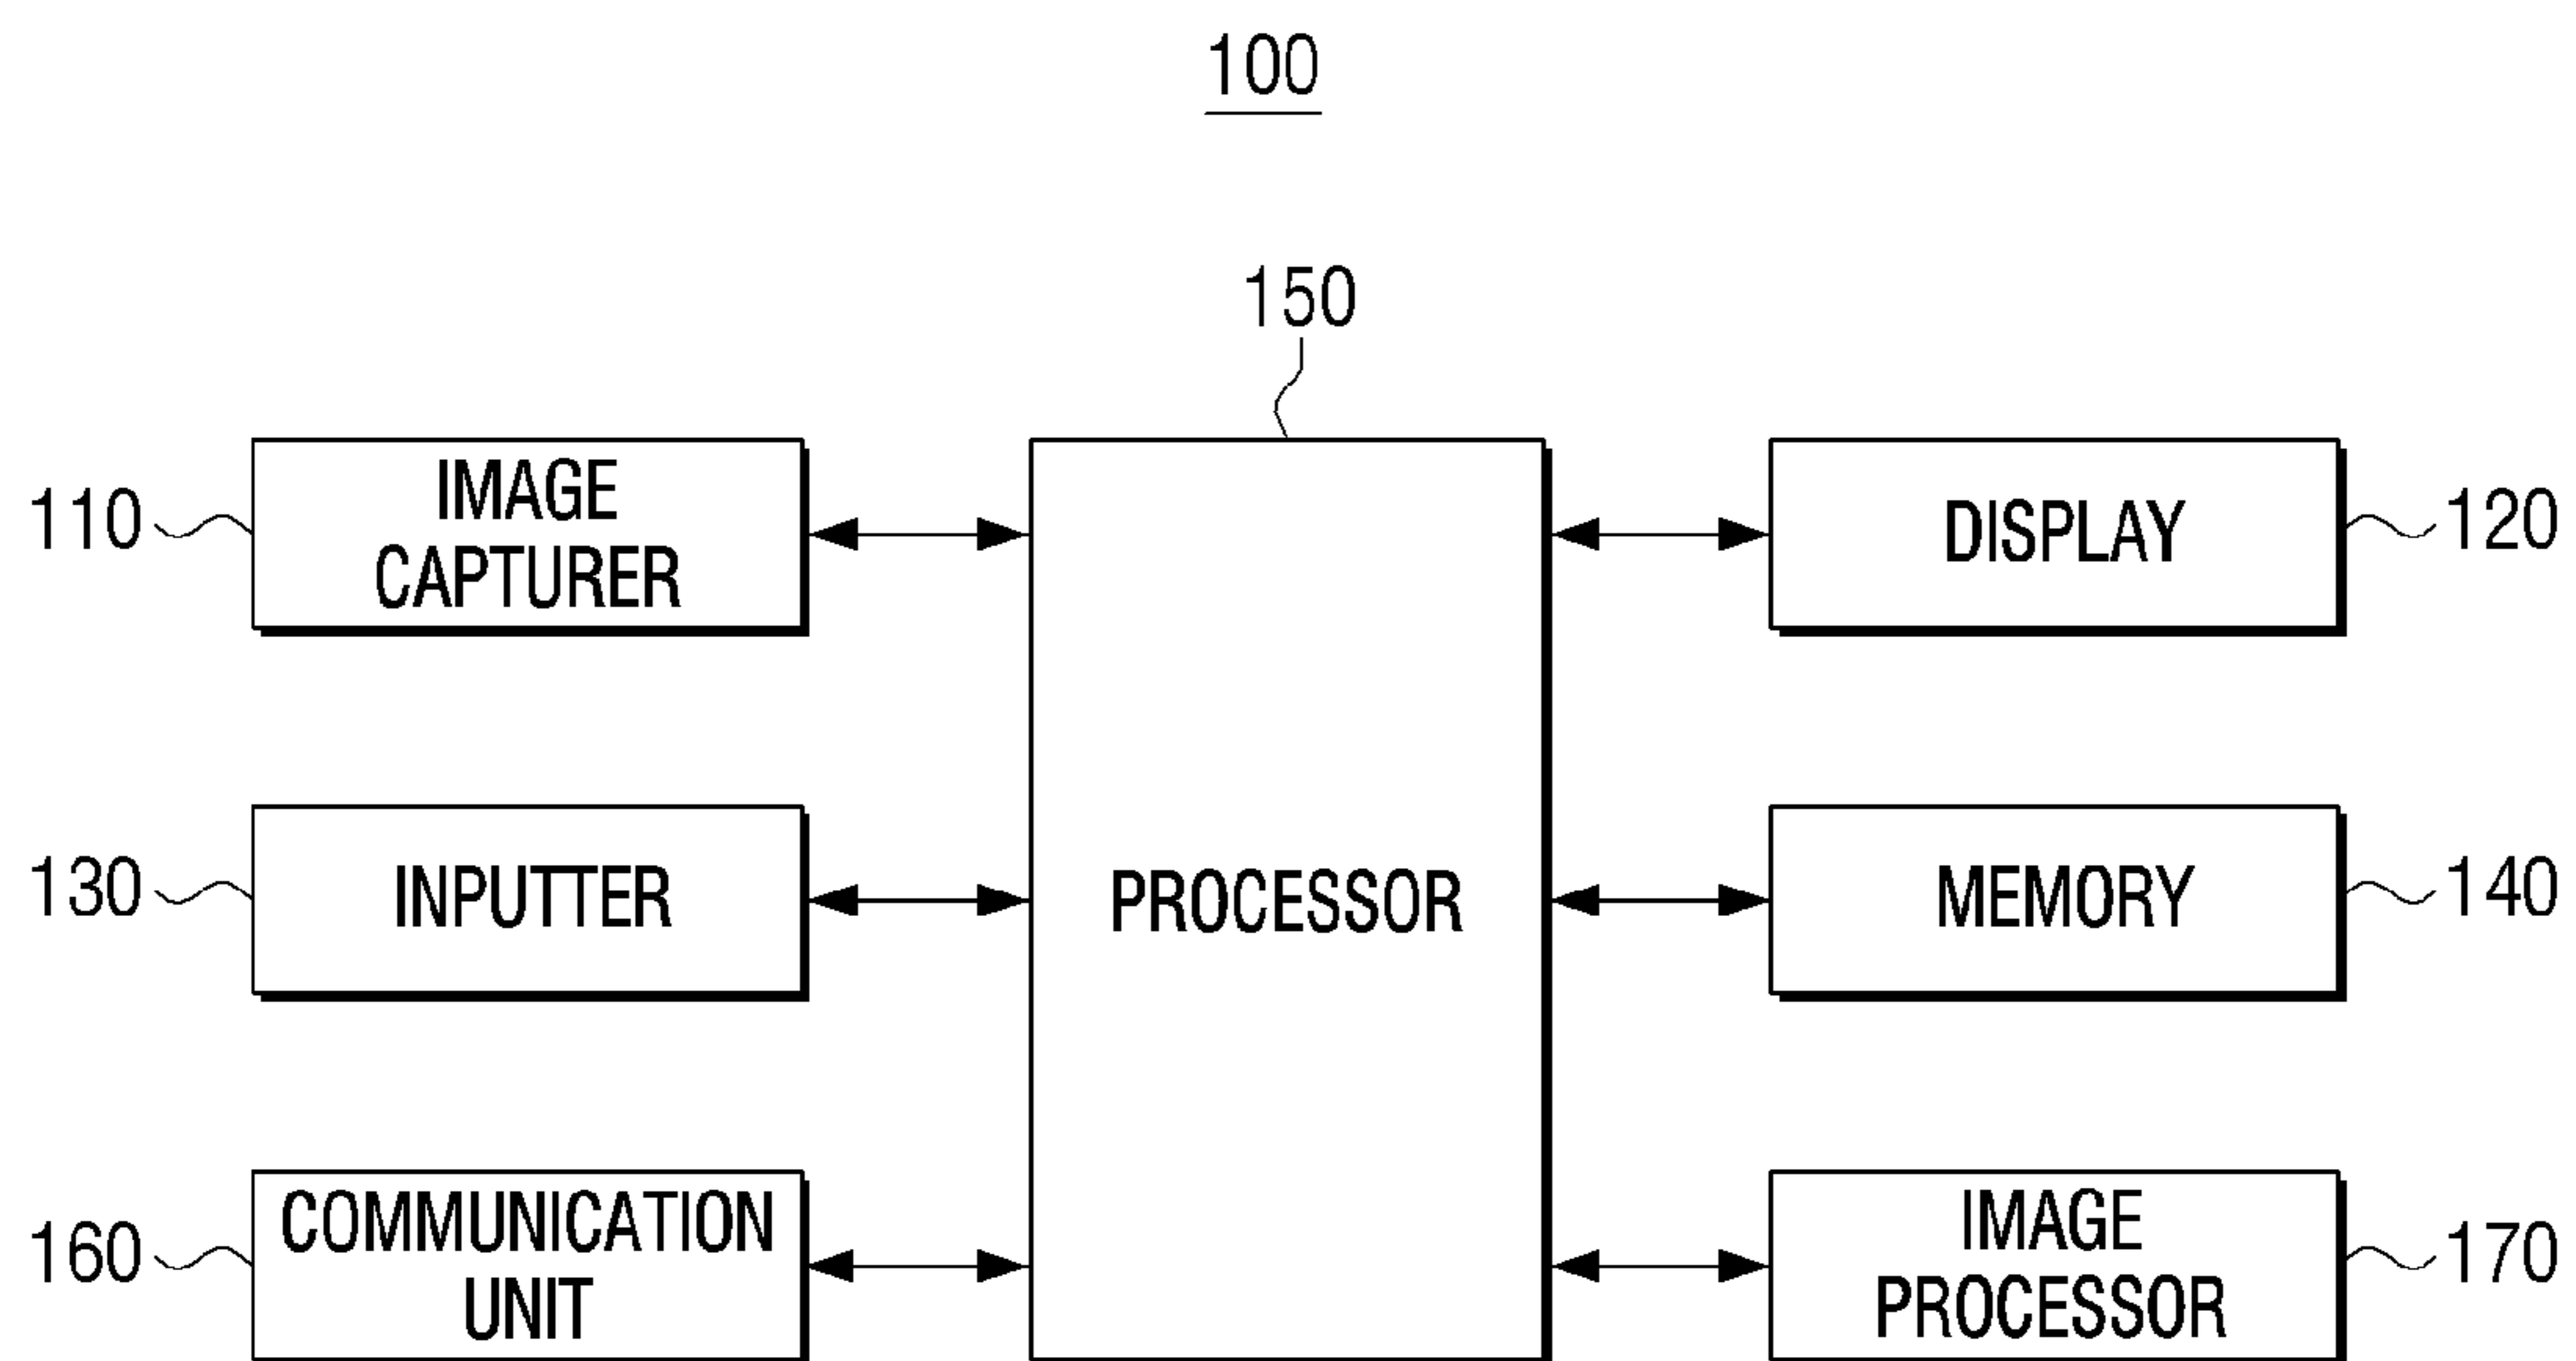 100
150
110
IMAGE
CAPTURER
DISPLAY
120
130
INPUTTER
PROCESSOR
MEMORY
140
160
COMMUNICATION
UNIT
IMAGE
PROCESSOR
170